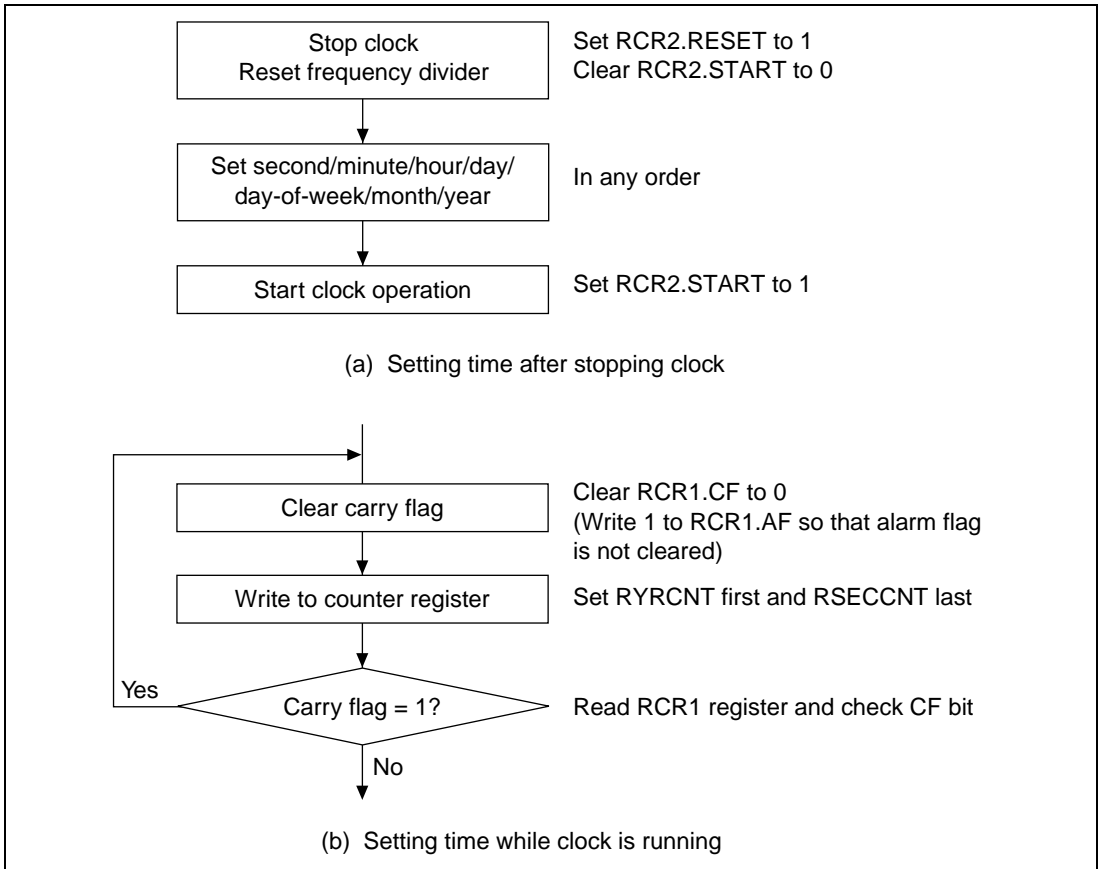 Stop clock
Reset frequency divider
Set RCR2.RESET to 1
Clear RCR2.START to 0
Set second/minute/hour/day/
day-of-week/month/year
In any order
Start clock operation
Set RCR2.START to 1
(a) Setting time after stopping clock
Clear carry flag
Clear RCR1.CF to 0
(Write 1 to RCR1.AF so that alarm flag
is not cleared)
Write to counter register
Set RYRCNT first and RSECCNT last
Yes
Carry flag = 1?
Read RCR1 register and check CF bit
No
(b) Setting time while clock is running